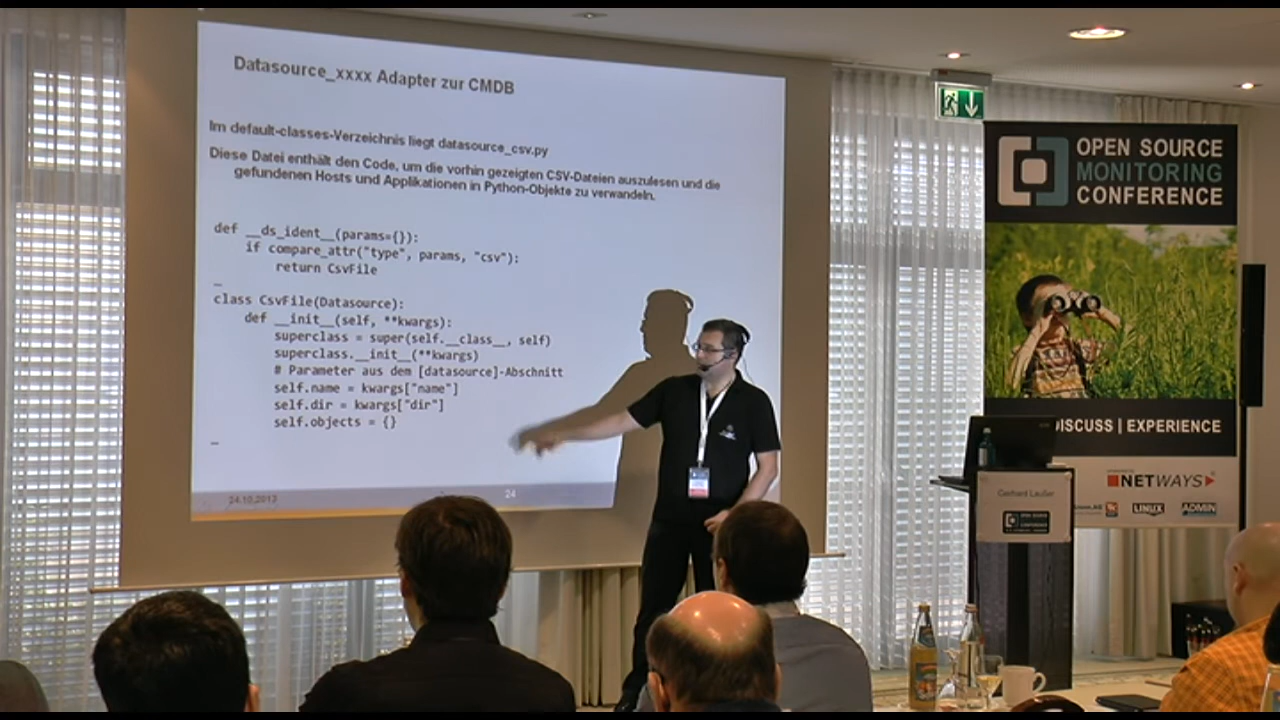 Datasource_xxxx Adapter zur CMDB
Im default-classes-Verzeichnis liegt datasource_csv.py
Diese Datei enthält den Code, um die vorhin gezeigten CSV-Dateien auszulesen und die
gefundenen Hosts und Applikationen in Python-Objekte zu verwandeln.
def __ds_ident__(params={}):
if compare_attr("type", params, "csv"):
return CsvFile
…
class CsvFile(Datasource):
def __init__(self, **kwargs):
superclass = super(self.__class__, self)
superclass.__init__(**kwargs)
# Parameter aus dem [datasource]-Abschnitt
self.name = kwargs["name"]
self.dir = kwargs["dir"]
self.objects = {}
…
24.10.2013
24
OPEN SOURCE
MONITORING
CONFERENCE
DISCUSS | EXPERIENCE
NETWAYS
LINUX
ADMIN
Gerhard Laußer
OPEN SOURCE
MONITORING
CONFERENCE